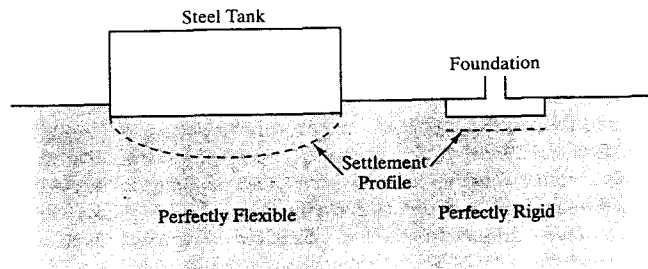 Steel Tank
Foundation
Settlement
Profile
Perfectly Flexible
Perfectly Rigid